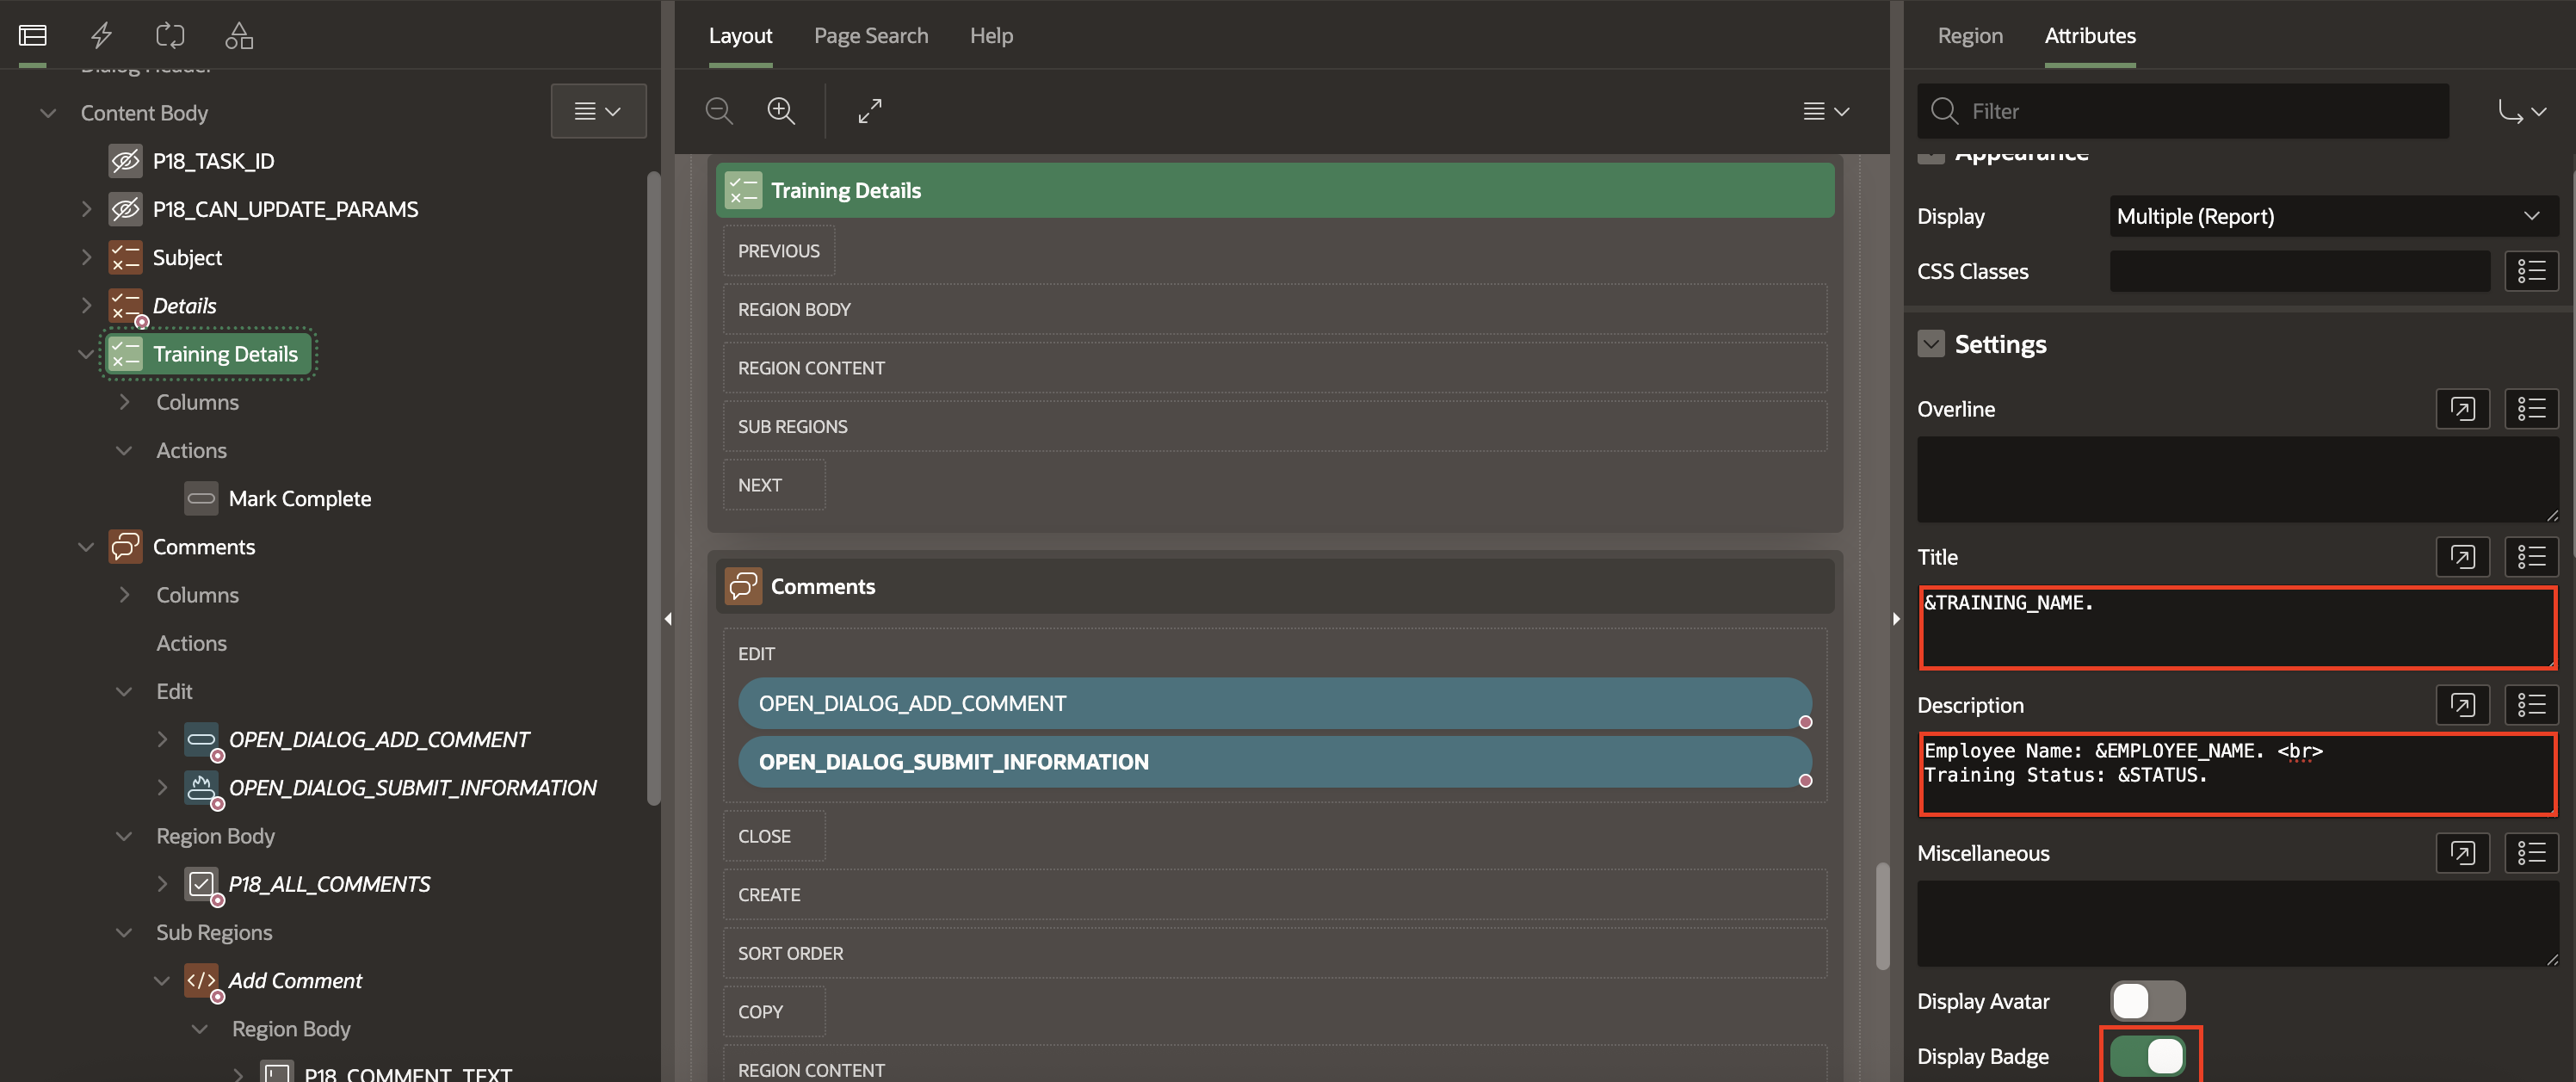 Dialog Header
Content Body
P18_TASK_ID
P18_CAN_UPDATE_PARAMS
Subject
Details
Training Details
Columns
Actions
Mark Complete
Comments
Columns
Actions
Edit
OPEN_DIALOG_ADD_COMMENT
OPEN_DIALOG_SUBMIT_INFORMATION
Region Body
P18_ALL_COMMENTS
Sub Regions
Add Comment
Region Body
P18_COMMENT_TEXT
Layout
Page Search
Help
Training Details
PREVIOUS
REGION BODY
REGION CONTENT
SUB REGIONS
NEXT
Comments
EDIT
OPEN_DIALOG_ADD_COMMENT
OPEN_DIALOG_SUBMIT_INFORMATION
CLOSE
CREATE
SORT ORDER
COPY
REGION CONTENT
Region
Attributes
Filter
Appearance
Display
Multiple (Report)
CSS Classes
Settings
Overline
Title
&TRAINING_NAME.
Description
Employee Name: &EMPLOYEE_NAME. <br>
Training Status: &STATUS.
Miscellaneous
Display Avatar
Display Badge